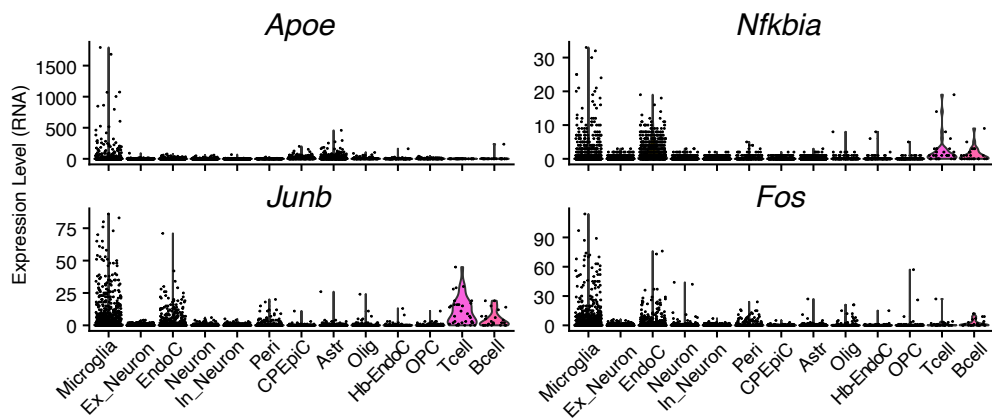 Apoe
Nfkbia
Expression Level (RNA)
1500
1000
500
0
30
20
10
0
Junb
Fos
75
50
25
0
90
60
30
0
Microglia
Ex_Neuron
EndoC
Neuron
In_Neuron
Peri
CPEpiC
Astr
Olig
Hb-EndoC
OPC
Tcell
Bcell
Microglia
Ex_Neuron
EndoC
Neuron
In_Neuron
Peri
CPEpiC
Astr
Olig
Hb-EndoC
OPC
Tcell
Bcell